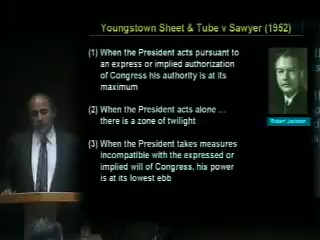 Youngstown Sheet & Tube v Sawyer (1952)
(1) When the President acts pursuant to
an express or implied authorization
of Congress his authority is at its
maximum
(2) When the President acts alone ...
there is a zone of twilight
(3) When the President takes measures
incompatible with the expressed or
implied will of Congress, his power
is at its lowest ebb
Robert Jackson